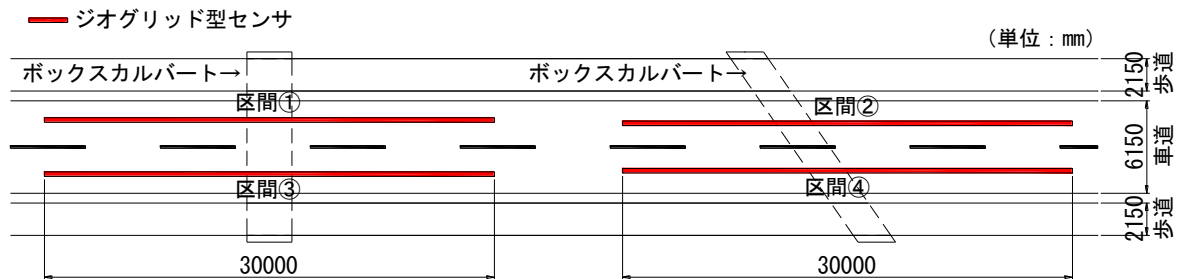 ジオグリッド型センサ
（単位：mm）
ボックスカルバート→
ボックスカルバート→
2150
歩道
区間①
区間②
6150
車道
区間③
区間④
2150
歩道
30000
30000